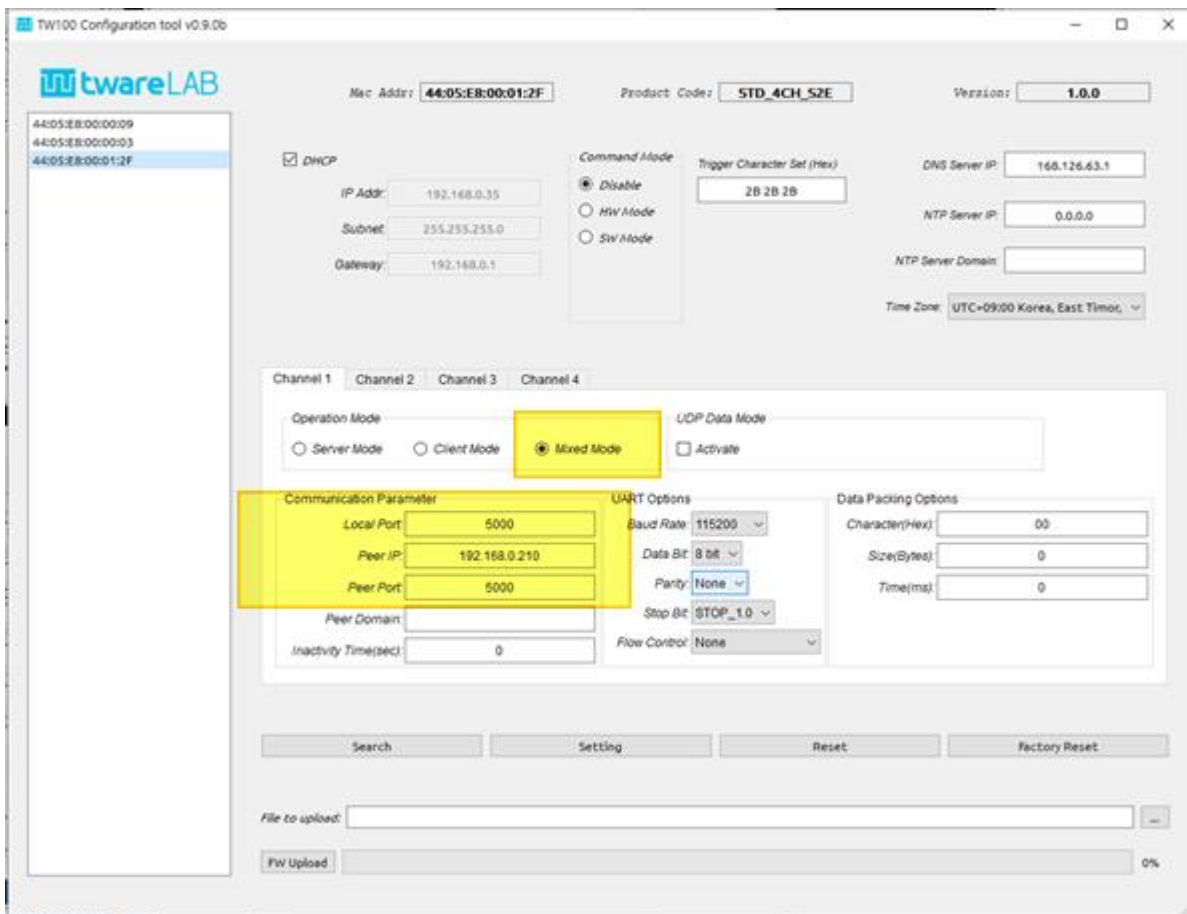 TW100 Configuration tool v0.9.0b
twareLAB
Mac Addr: 44:05:E8:00:01:2F Product Code: STD_4CH_S2E Version: 1.0.0
44:05:E8:00:00:09
44:05:E8:00:00:03
44:05:E8:00:01:2F
DHCP
IP Addr: 192.168.0.35
Subnet: 255.255.255.0
Gateway: 192.168.0.1
Command Mode
Disable
HW Mode
SW Mode
Trigger Character Set (Hex)
2B 2B 2B
DNS Server IP: 168.126.63.1
NTP Server IP: 0.0.0.0
NTP Server Domain:
Time Zone: UTC+09:00 Korea, East Timor,
Channel 1 Channel 2 Channel 3 Channel 4
Operation Mode
Server Mode Client Mode Mixed Mode
UDP Data Mode
Activate
Communication Parameter
Local Port: 5000
Peer IP: 192.168.0.210
Peer Port: 5000
Peer Domain:
Inactivity Time(sec): 0
UART Options
Baud Rate: 115200
Data Bit: 8 bit
Parity: None
Stop Bit: STOP_1.0
Flow Control: None
Data Packing Options
Character(Hex): 00
Size(Bytes): 0
Time(ms): 0
Search Setting Reset Factory Reset
File to upload: ...
FW Upload 0%